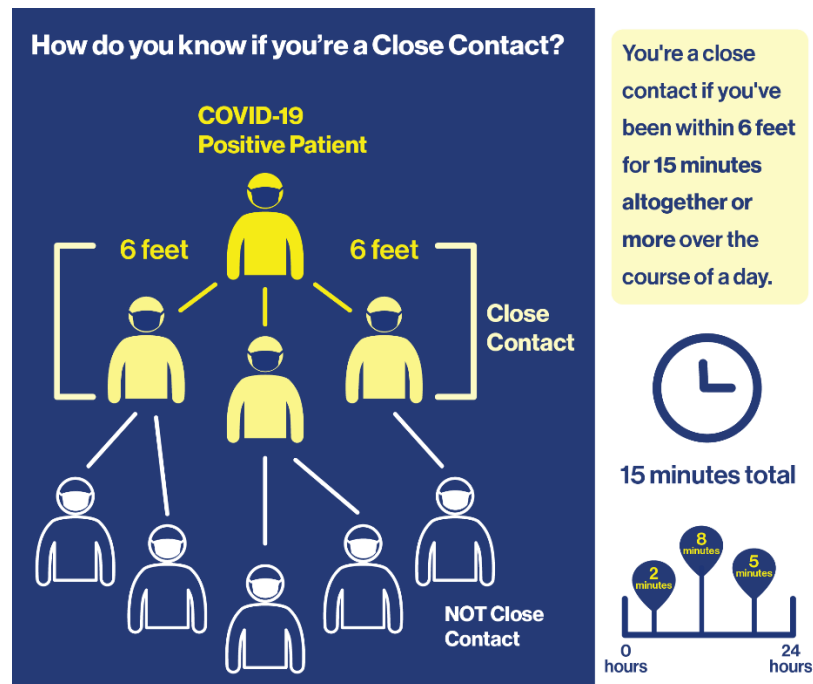 How do you know if you're a Close Contact?
COVID-19
Positive Patient
6 feet
6 feet
Close
Contact
NOT Close
Contact
You're a close
contact if you've
been within 6 feet
for 15 minutes
altogether or
more over the
course of a day.
15 minutes total
2
minutes
8
minutes
5
minutes
0
hours
24
hours